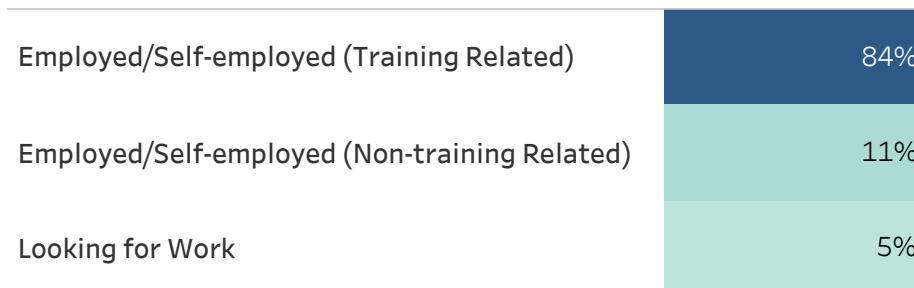 Employed/Self-employed (Training Related) 84%
Employed/Self-employed (Non-training Related) 11%
Looking for Work 5%